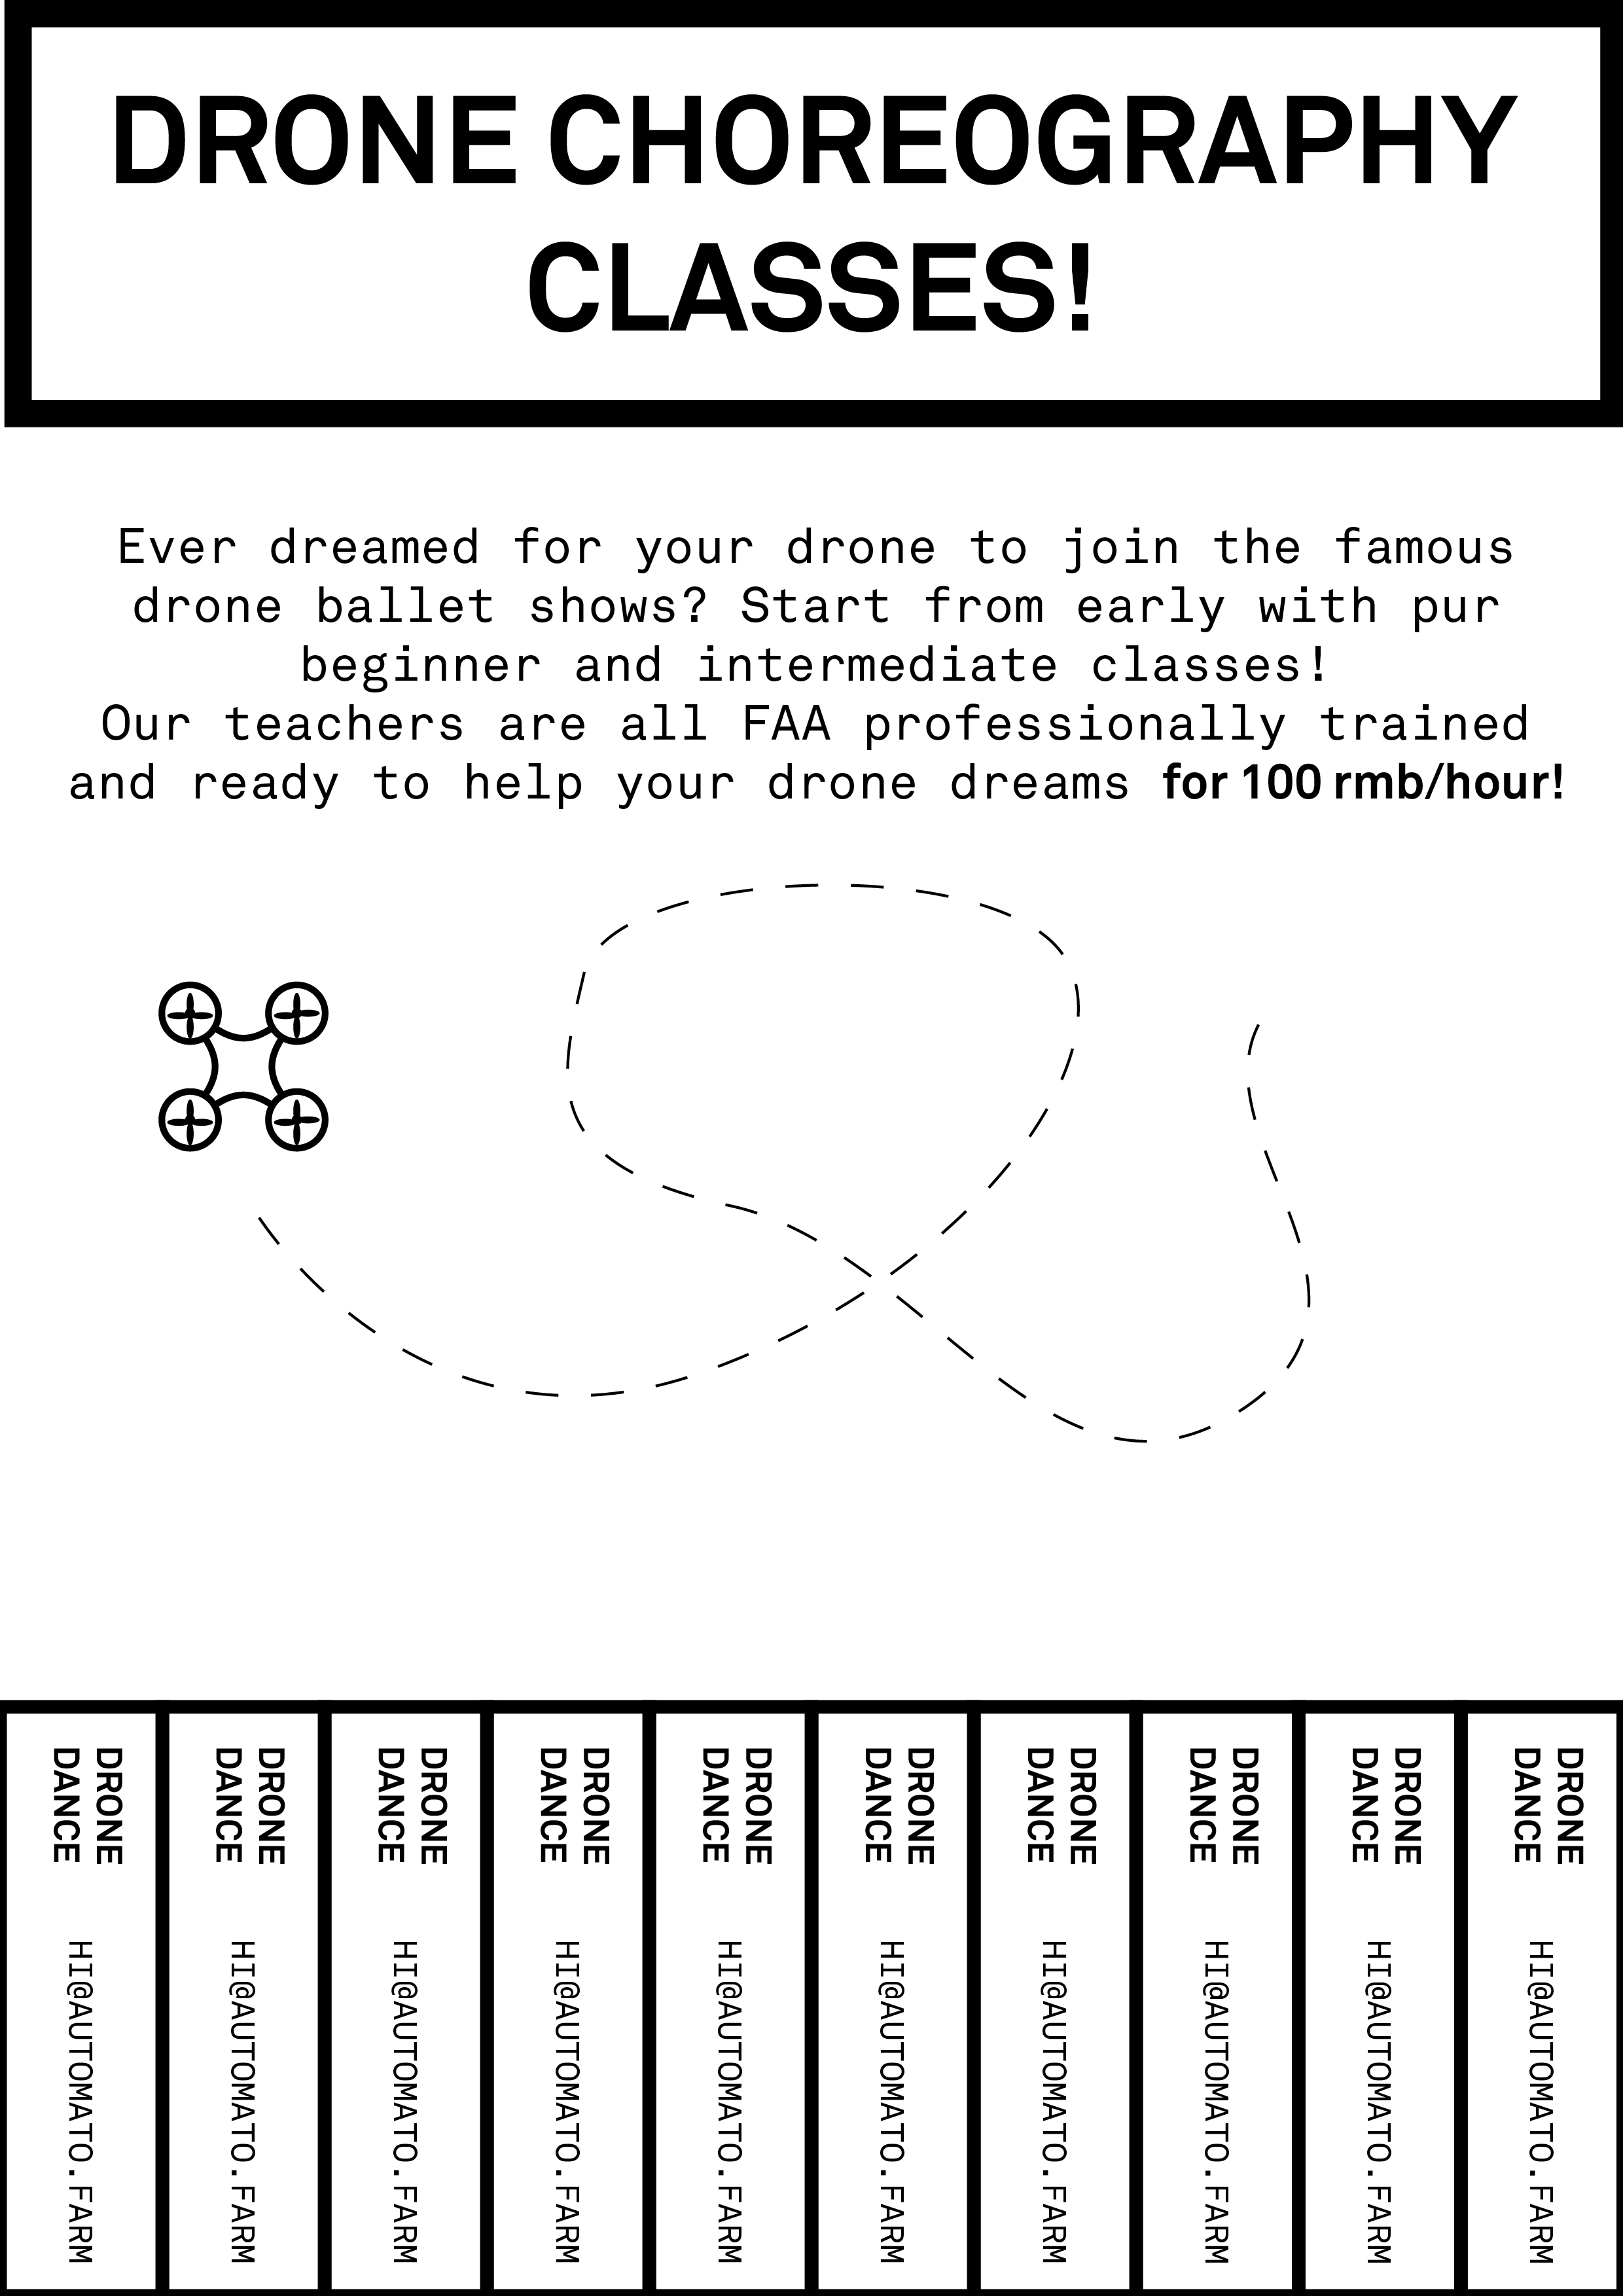 DRONE CHOREOGRAPHY
CLASSES!
Ever dreamed for your drone to join the famous
drone ballet shows? Start from early with pur
beginner and intermediate classes!
Our teachers are all FAA professionally trained
and ready to help your drone dreams for 100 rmb/hour!
DRONE
DANCE
HI@AUTOMATO.FARM
DRONE
DANCE
HI@AUTOMATO.FARM
DRONE
DANCE
HI@AUTOMATO.FARM
DRONE
DANCE
HI@AUTOMATO.FARM
DRONE
DANCE
HI@AUTOMATO.FARM
DRONE
DANCE
HI@AUTOMATO.FARM
DRONE
DANCE
HI@AUTOMATO.FARM
DRONE
DANCE
HI@AUTOMATO.FARM
DRONE
DANCE
HI@AUTOMATO.FARM
DRONE
DANCE
HI@AUTOMATO.FARM